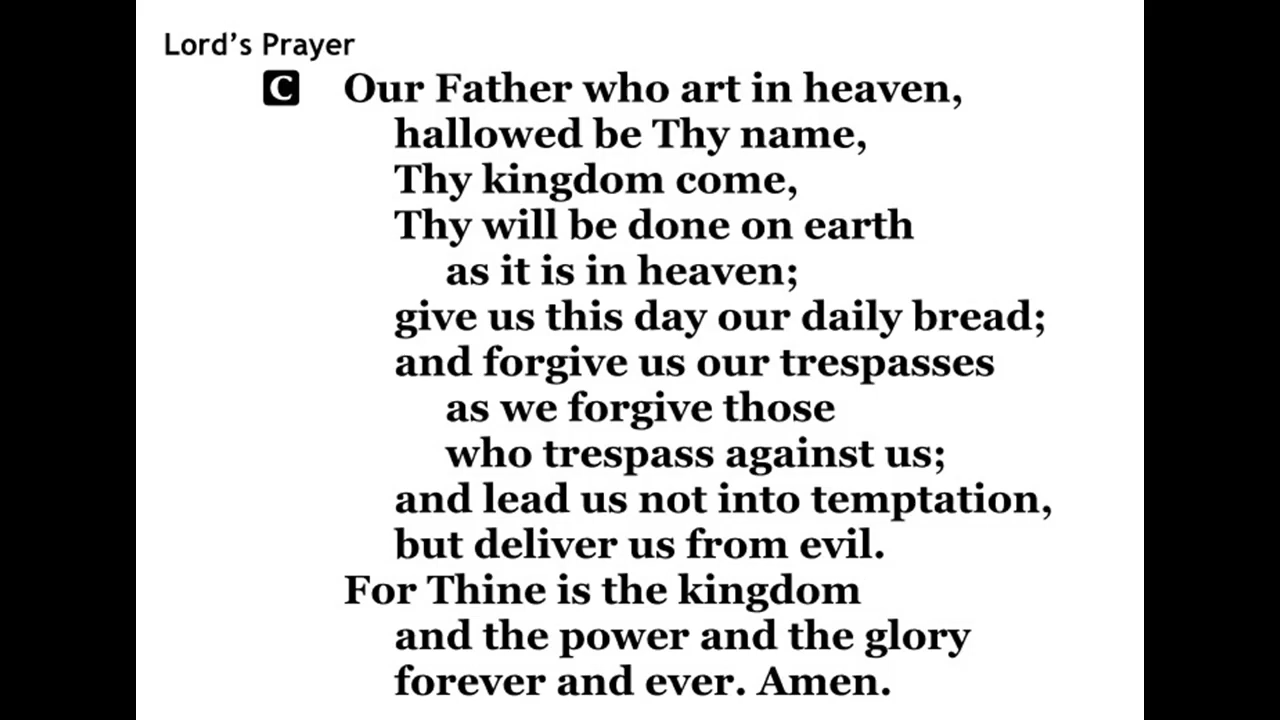 Lord's Prayer
C Our Father who art in heaven,
hallowed be Thy name,
Thy kingdom come,
Thy will be done on earth
as it is in heaven;
give us this day our daily bread;
and forgive us our trespasses
as we forgive those
who trespass against us;
and lead us not into temptation,
but deliver us from evil.
For Thine is the kingdom
and the power and the glory
forever and ever. Amen.